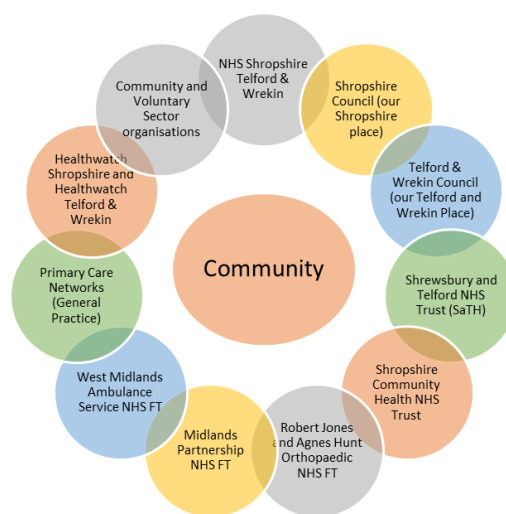 NHS Shropshire
Telford &
Wrekin
Shropshire
Council (our
Shropshire
place)
Telford &
Wrekin Council
(our Telford and
Wrekin Place)
Shrewsbury and
Telford NHS
Trust (SaTH)
Shropshire
Community
Health NHS
Trust
Robert Jones
and Agnes Hunt
Orthopaedic
NHS FT
Midlands
Partnership
NHS FT
West Midlands
Ambulance
Service NHS FT
Primary Care
Networks
(General
Practice)
Healthwatch
Shropshire and
Healthwatch
Telford &
Wrekin
Community and
Voluntary
Sector
organisations
Community